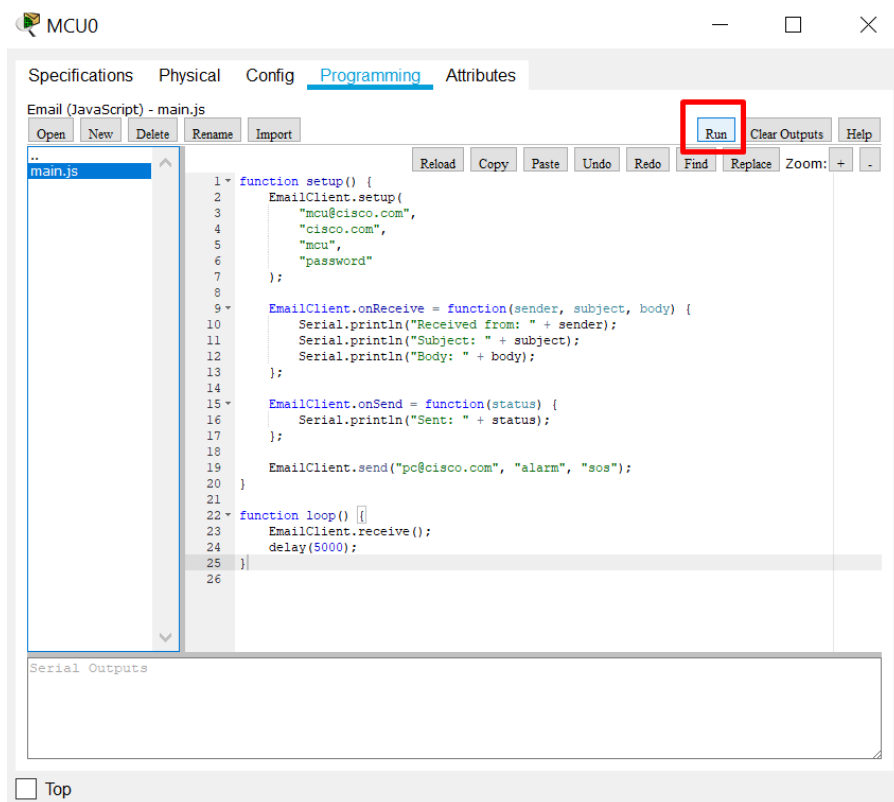 MCU0
Specifications Physical Config Programming Attributes
Email (JavaScript) - main.js
Open New Delete Rename Import Run Clear Outputs Help
..
main.js
Reload Copy Paste Undo Redo Find Replace Zoom: + -
1 function setup() {
2     EmailClient.setup(
3         "mcu@cisco.com",
4         "cisco.com",
5         "mcu",
6         "password"
7     );
8
9     EmailClient.onReceive = function(sender, subject, body) {
10         Serial.println("Received from: " + sender);
11         Serial.println("Subject: " + subject);
12         Serial.println("Body: " + body);
13     };
14
15     EmailClient.onSend = function(status) {
16         Serial.println("Sent: " + status);
17     };
18
19     EmailClient.send("pc@cisco.com", "alarm", "sos");
20 }
21
22 function loop() {
23     EmailClient.receive();
24     delay(5000);
25 }
26
Serial Outputs
Top